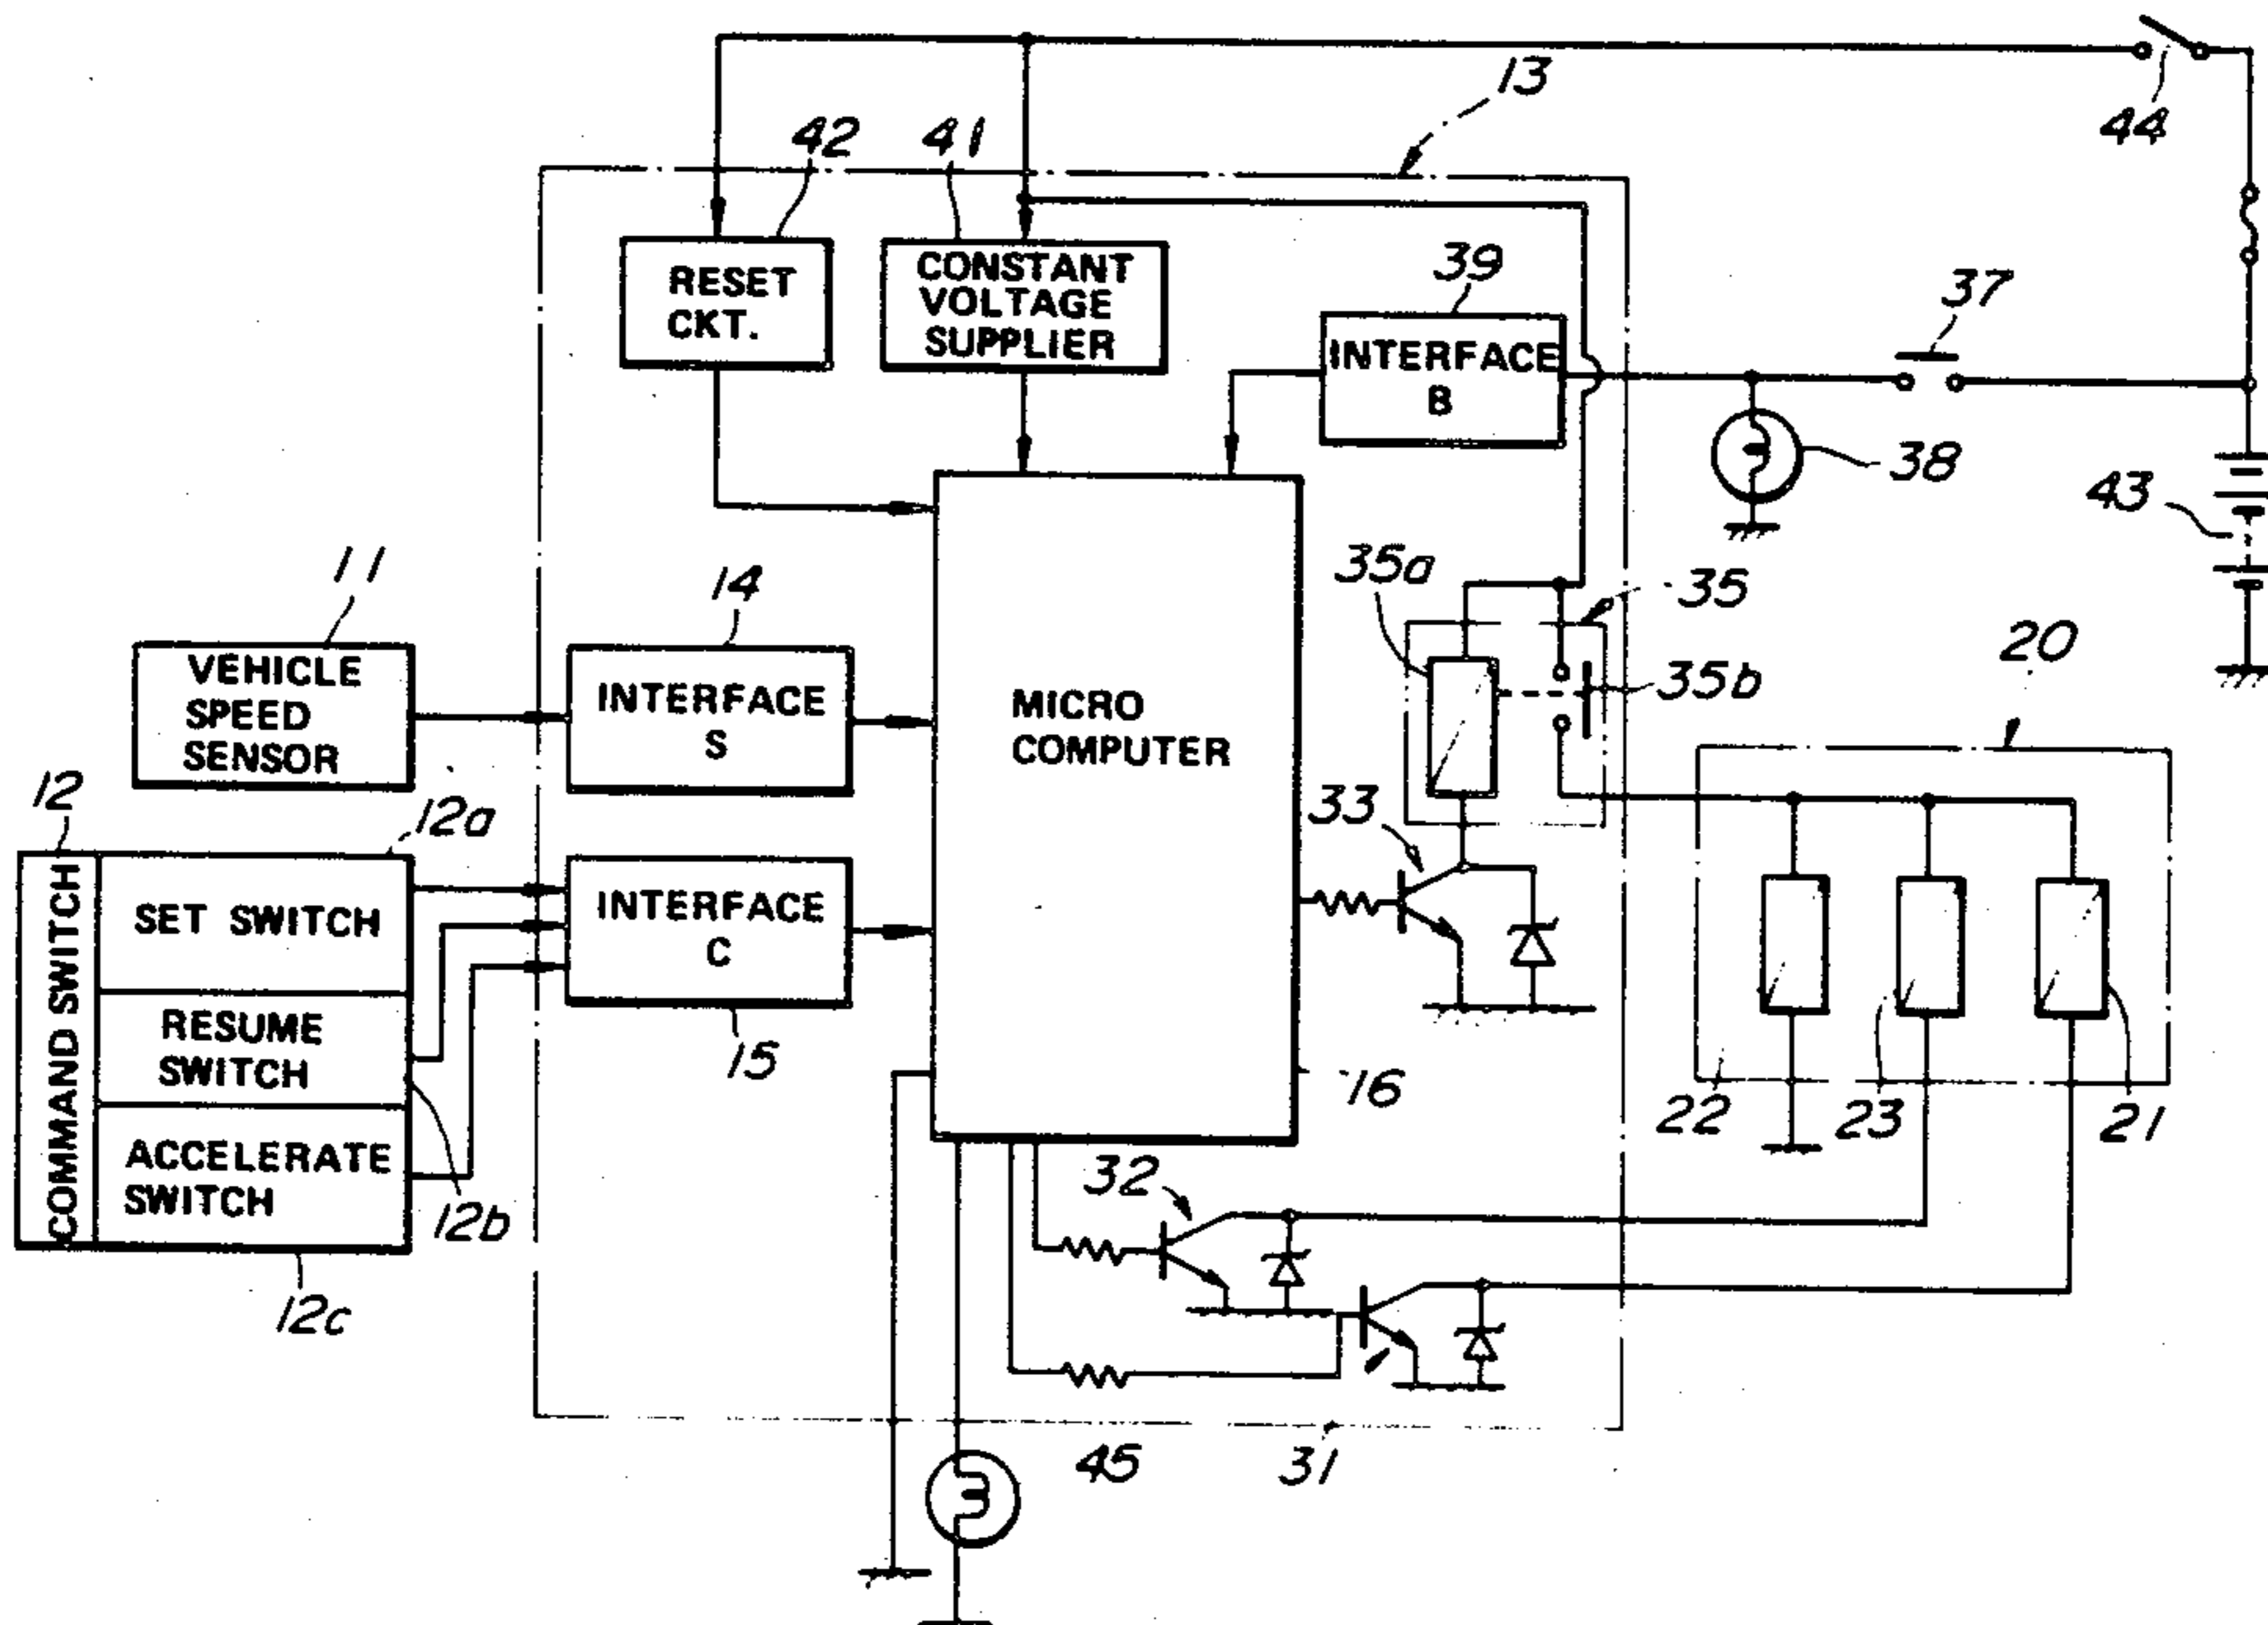 13
44
42
41
RESET
CKT.
CONSTANT
VOLTAGE
SUPPLIER
39
INTERFACE
B
37
38
43
11
14
35a
35
35b
20
VEHICLE
SPEED
SENSOR
INTERFACE
S
MICRO
COMPUTER
12
12a
33
COMMAND SWITCH
SET SWITCH
INTERFACE
C
RESUME
SWITCH
15
16
22
23
21
ACCELERATE
SWITCH
12b
32
12c
45
31